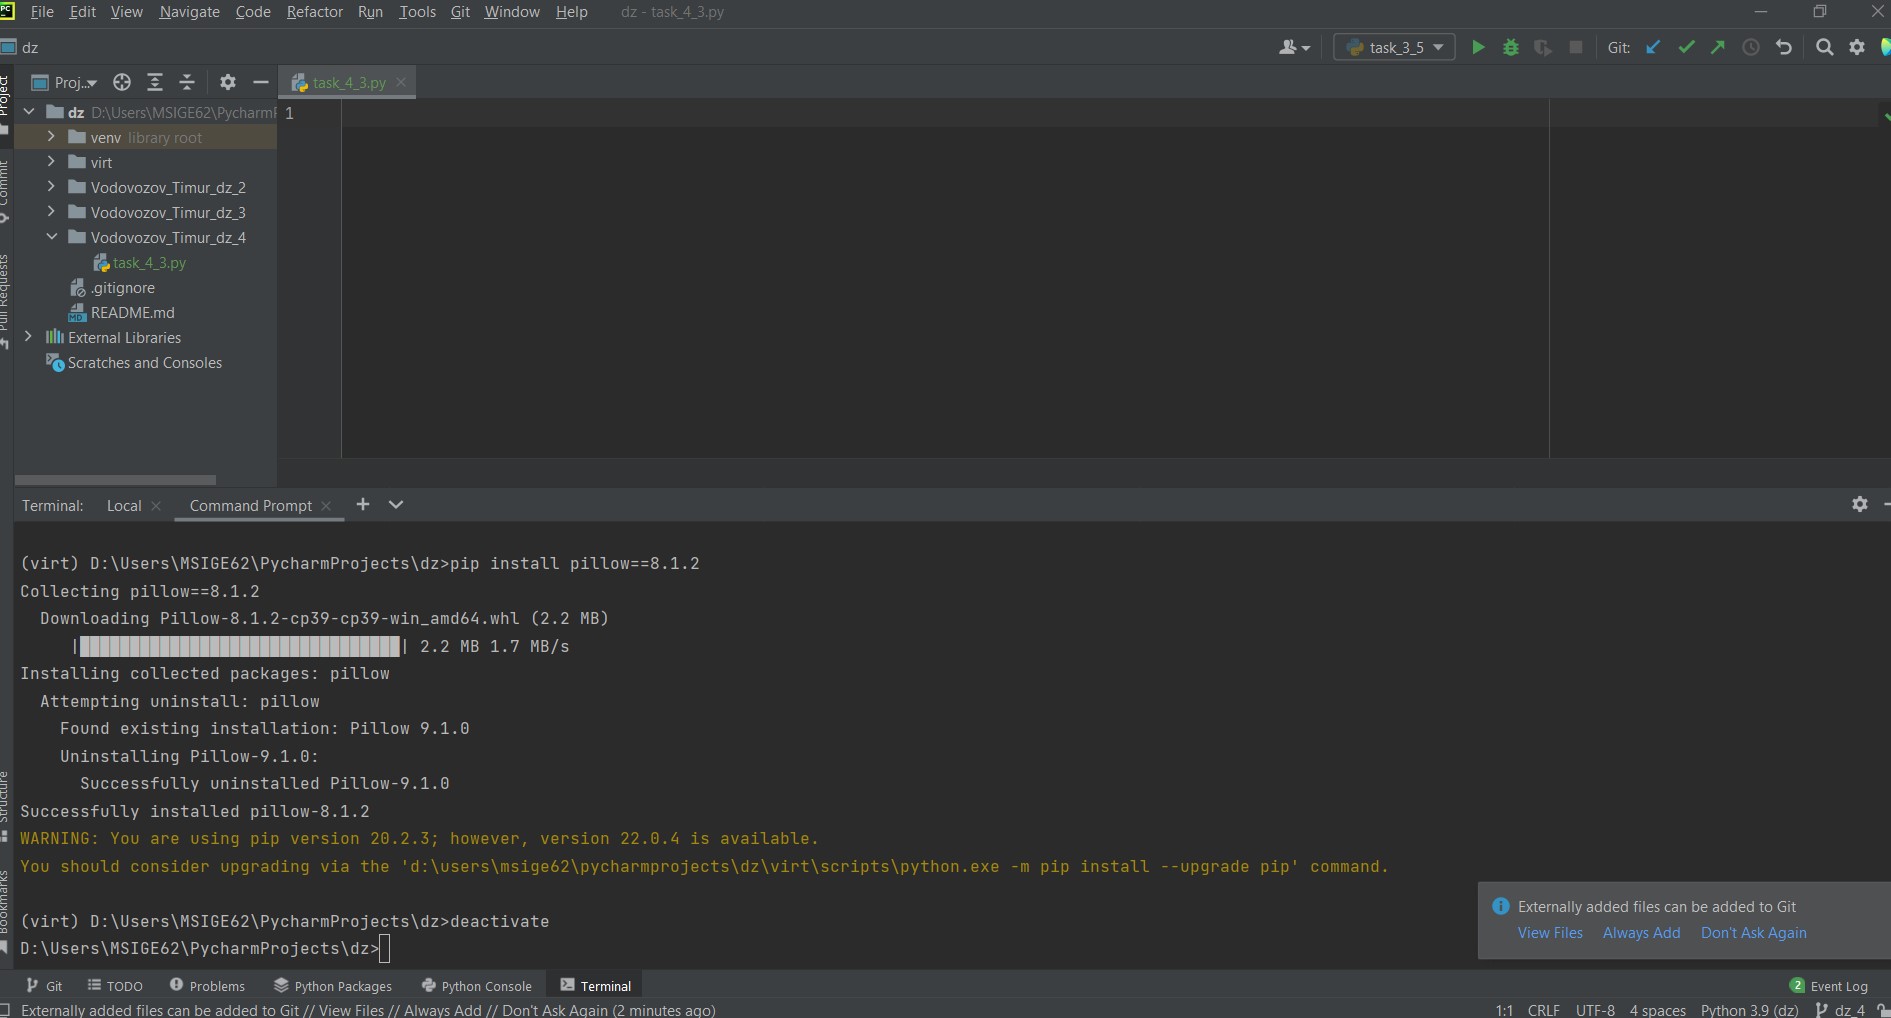 PC File Edit View Navigate Code Refactor Run Tools Git Window Help dz - task_4_3.py
dz task_3_5 Git:
Project
Proj... task_4_3.py
dz D:\Users\MSIGE62\Pycharm 1
venv library root
virt
Commit
Vodovozov_Timur_dz_2
Vodovozov_Timur_dz_3
Vodovozov_Timur_dz_4
task_4_3.py
Pull Requests
.gitignore
MD README.md
External Libraries
Scratches and Consoles
Terminal: Local Command Prompt
(virt) D:\Users\MSIGE62\PycharmProjects\dz>pip install pillow==8.1.2
Collecting pillow==8.1.2
Downloading Pillow-8.1.2-cp39-cp39-win_amd64.whl (2.2 MB)
|████████████████████████████████| 2.2 MB 1.7 MB/s
Installing collected packages: pillow
Attempting uninstall: pillow
Found existing installation: Pillow 9.1.0
Uninstalling Pillow-9.1.0:
Successfully uninstalled Pillow-9.1.0
Structure
Successfully installed pillow-8.1.2
WARNING: You are using pip version 20.2.3; however, version 22.0.4 is available.
You should consider upgrading via the 'd:\users\msige62\pycharmprojects\dz\virt\scripts\python.exe -m pip install --upgrade pip' command.
Bookmarks
(virt) D:\Users\MSIGE62\PycharmProjects\dz>deactivate
D:\Users\MSIGE62\PycharmProjects\dz>
Externally added files can be added to Git
View Files Always Add Don't Ask Again
Git TODO Problems Python Packages Python Console Terminal 2 Event Log
Externally added files can be added to Git // View Files // Always Add // Don't Ask Again (2 minutes ago) 1:1 CRLF UTF-8 4 spaces Python 3.9 (dz) dz_4